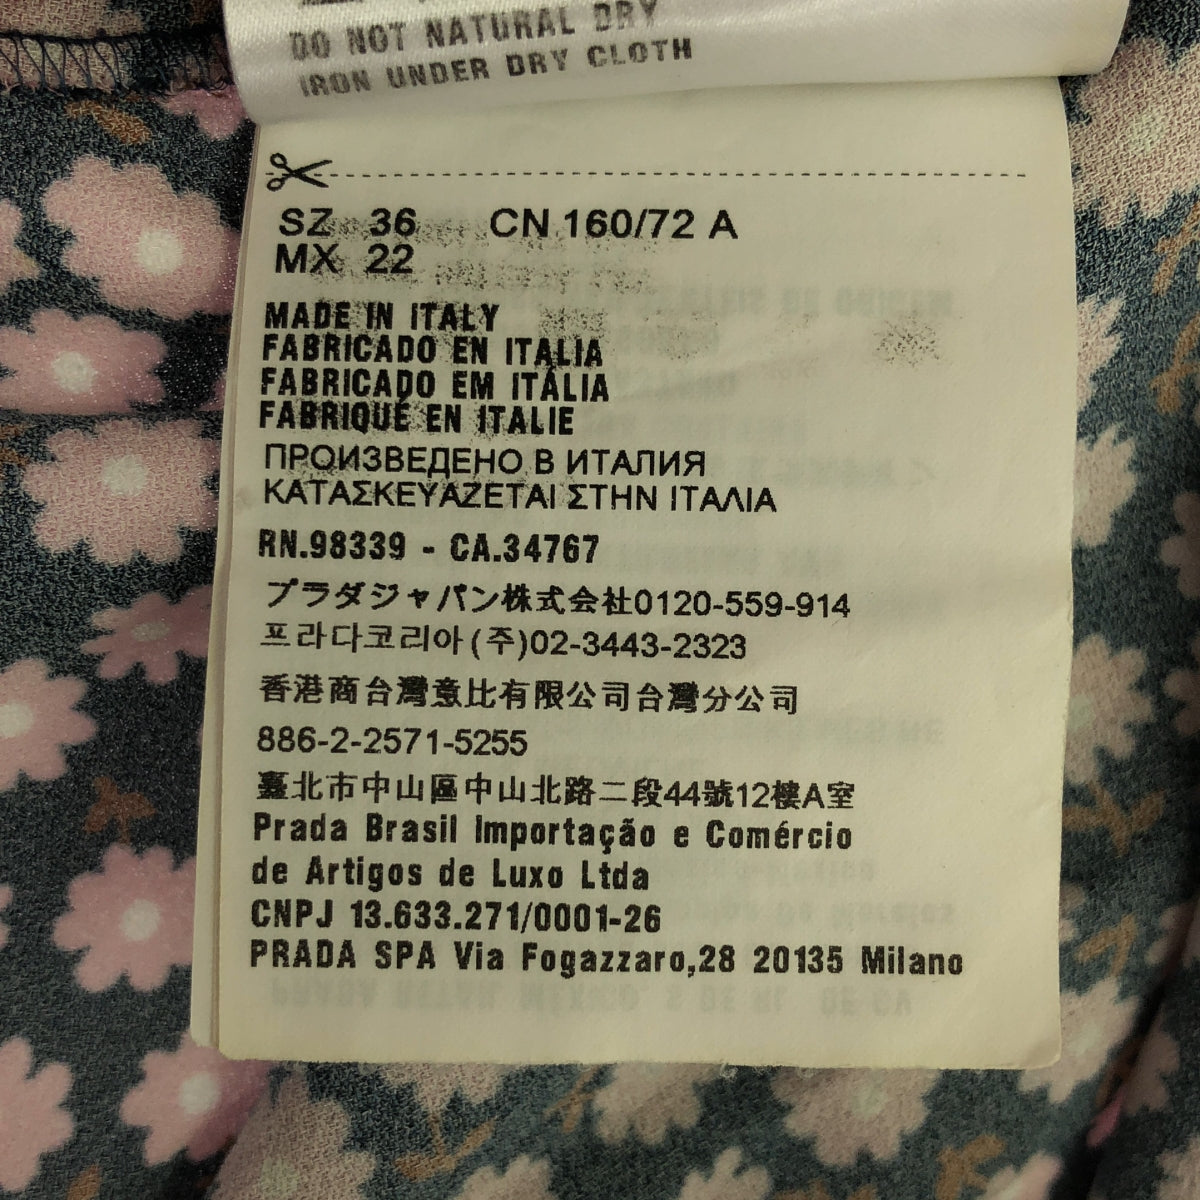 DO NOT NATURAL DRY
IRON UNDER DRY CLOTH
SZ 36 CN 160/72 A
MX 22
MADE IN ITALY
FABRICADO EN ITALIA
FABRICADO EM ITÁLIA
FABRIQUÉ EN ITALIE
ПРОИЗВЕДЕНО В ИТАЛИЯ
ΚΑΤΑΣΚΕΥΑΖΕΤΑΙ ΣΤΗΝ ΙΤΑΛΙΑ
RN.98339 - CA.34767
プラダジャパン株式会社0120-559-914
프라다코리아(주)02-3443-2323
香港商台灣意比有限公司台灣分公司
886-2-2571-5255
臺北市中山區中山北路二段44號12樓A室
Prada Brasil Importação e Comércio
de Artigos de Luxo Ltda
CNPJ 13.633.271/0001-26
PRADA SPA Via Fogazzaro,28 20135 Milano